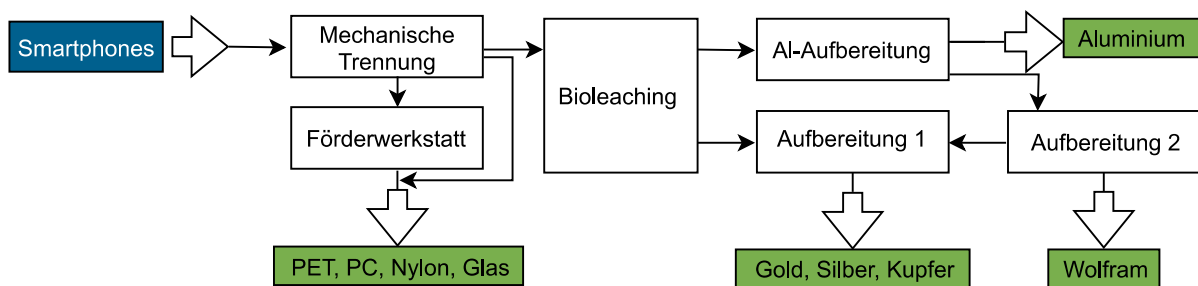 Smartphones
Mechanische
Trennung
Bioleaching
Al-Aufbereitung
Aluminium
Förderwerkstatt
Aufbereitung 1
Aufbereitung 2
PET, PC, Nylon, Glas
Gold, Silber, Kupfer
Wolfram